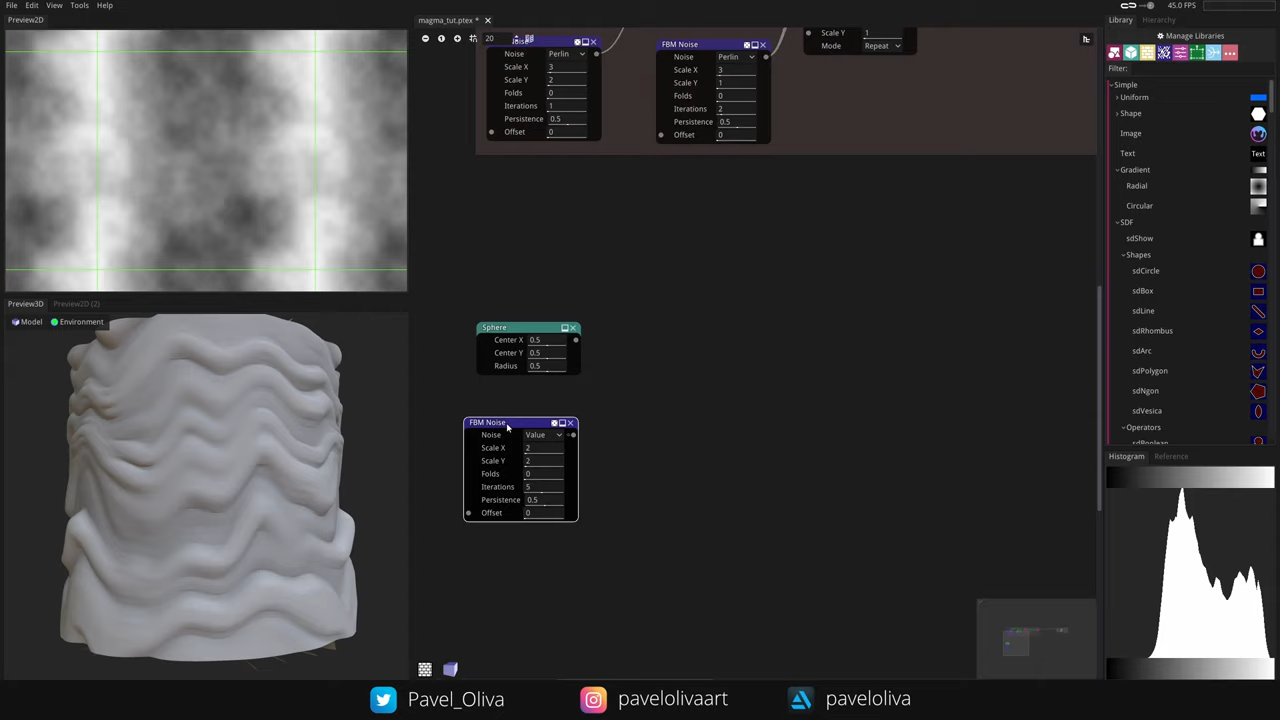 File Edit View Tools Help
45.0 FPS
Preview2D
magma_tut.ptex *
Library Hierarchy
Manage Libraries
Filter:
Simple
Uniform
Shape
Image
Text Text
Gradient
Radial
Circular
SDF
sdShow
Shapes
sdCircle
sdBox
sdLine
sdRhombus
sdArc
sdPolygon
sdNgon
sdVesica
Operators
sdBoolean
20
Noise Perlin
Scale X 3
Scale Y 2
Folds 0
Iterations 1
Persistence 0.5
Offset 0
FBM Noise
Noise Perlin
Scale X 3
Scale Y 1
Folds 0
Iterations 2
Persistence 0.5
Offset 0
Scale Y 1
Mode Repeat
Preview3D Preview2D (2)
Model Environment
Sphere
Center X 0.5
Center Y 0.5
Radius 0.5
FBM Noise
Noise Value
Scale X 2
Scale Y 2
Folds 0
Iterations 5
Persistence 0.5
Offset 0
Histogram Reference
Pavel_Oliva
pavelolivaart
paveloliva